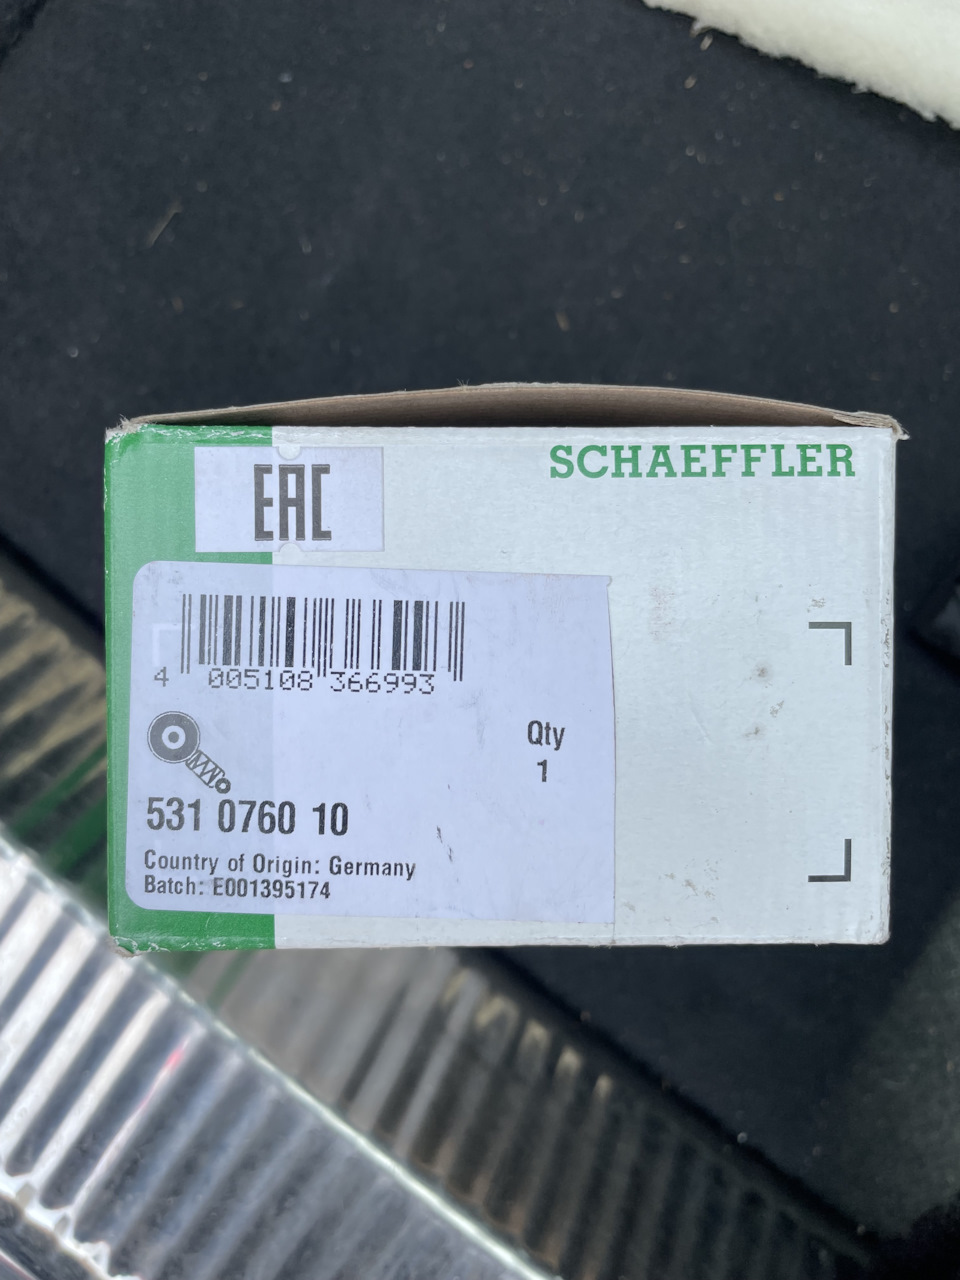 SCHAEFFLER
EAC
4 005108 366993
Qty
1
531 0760 10
Country of Origin: Germany
Batch: E001395174